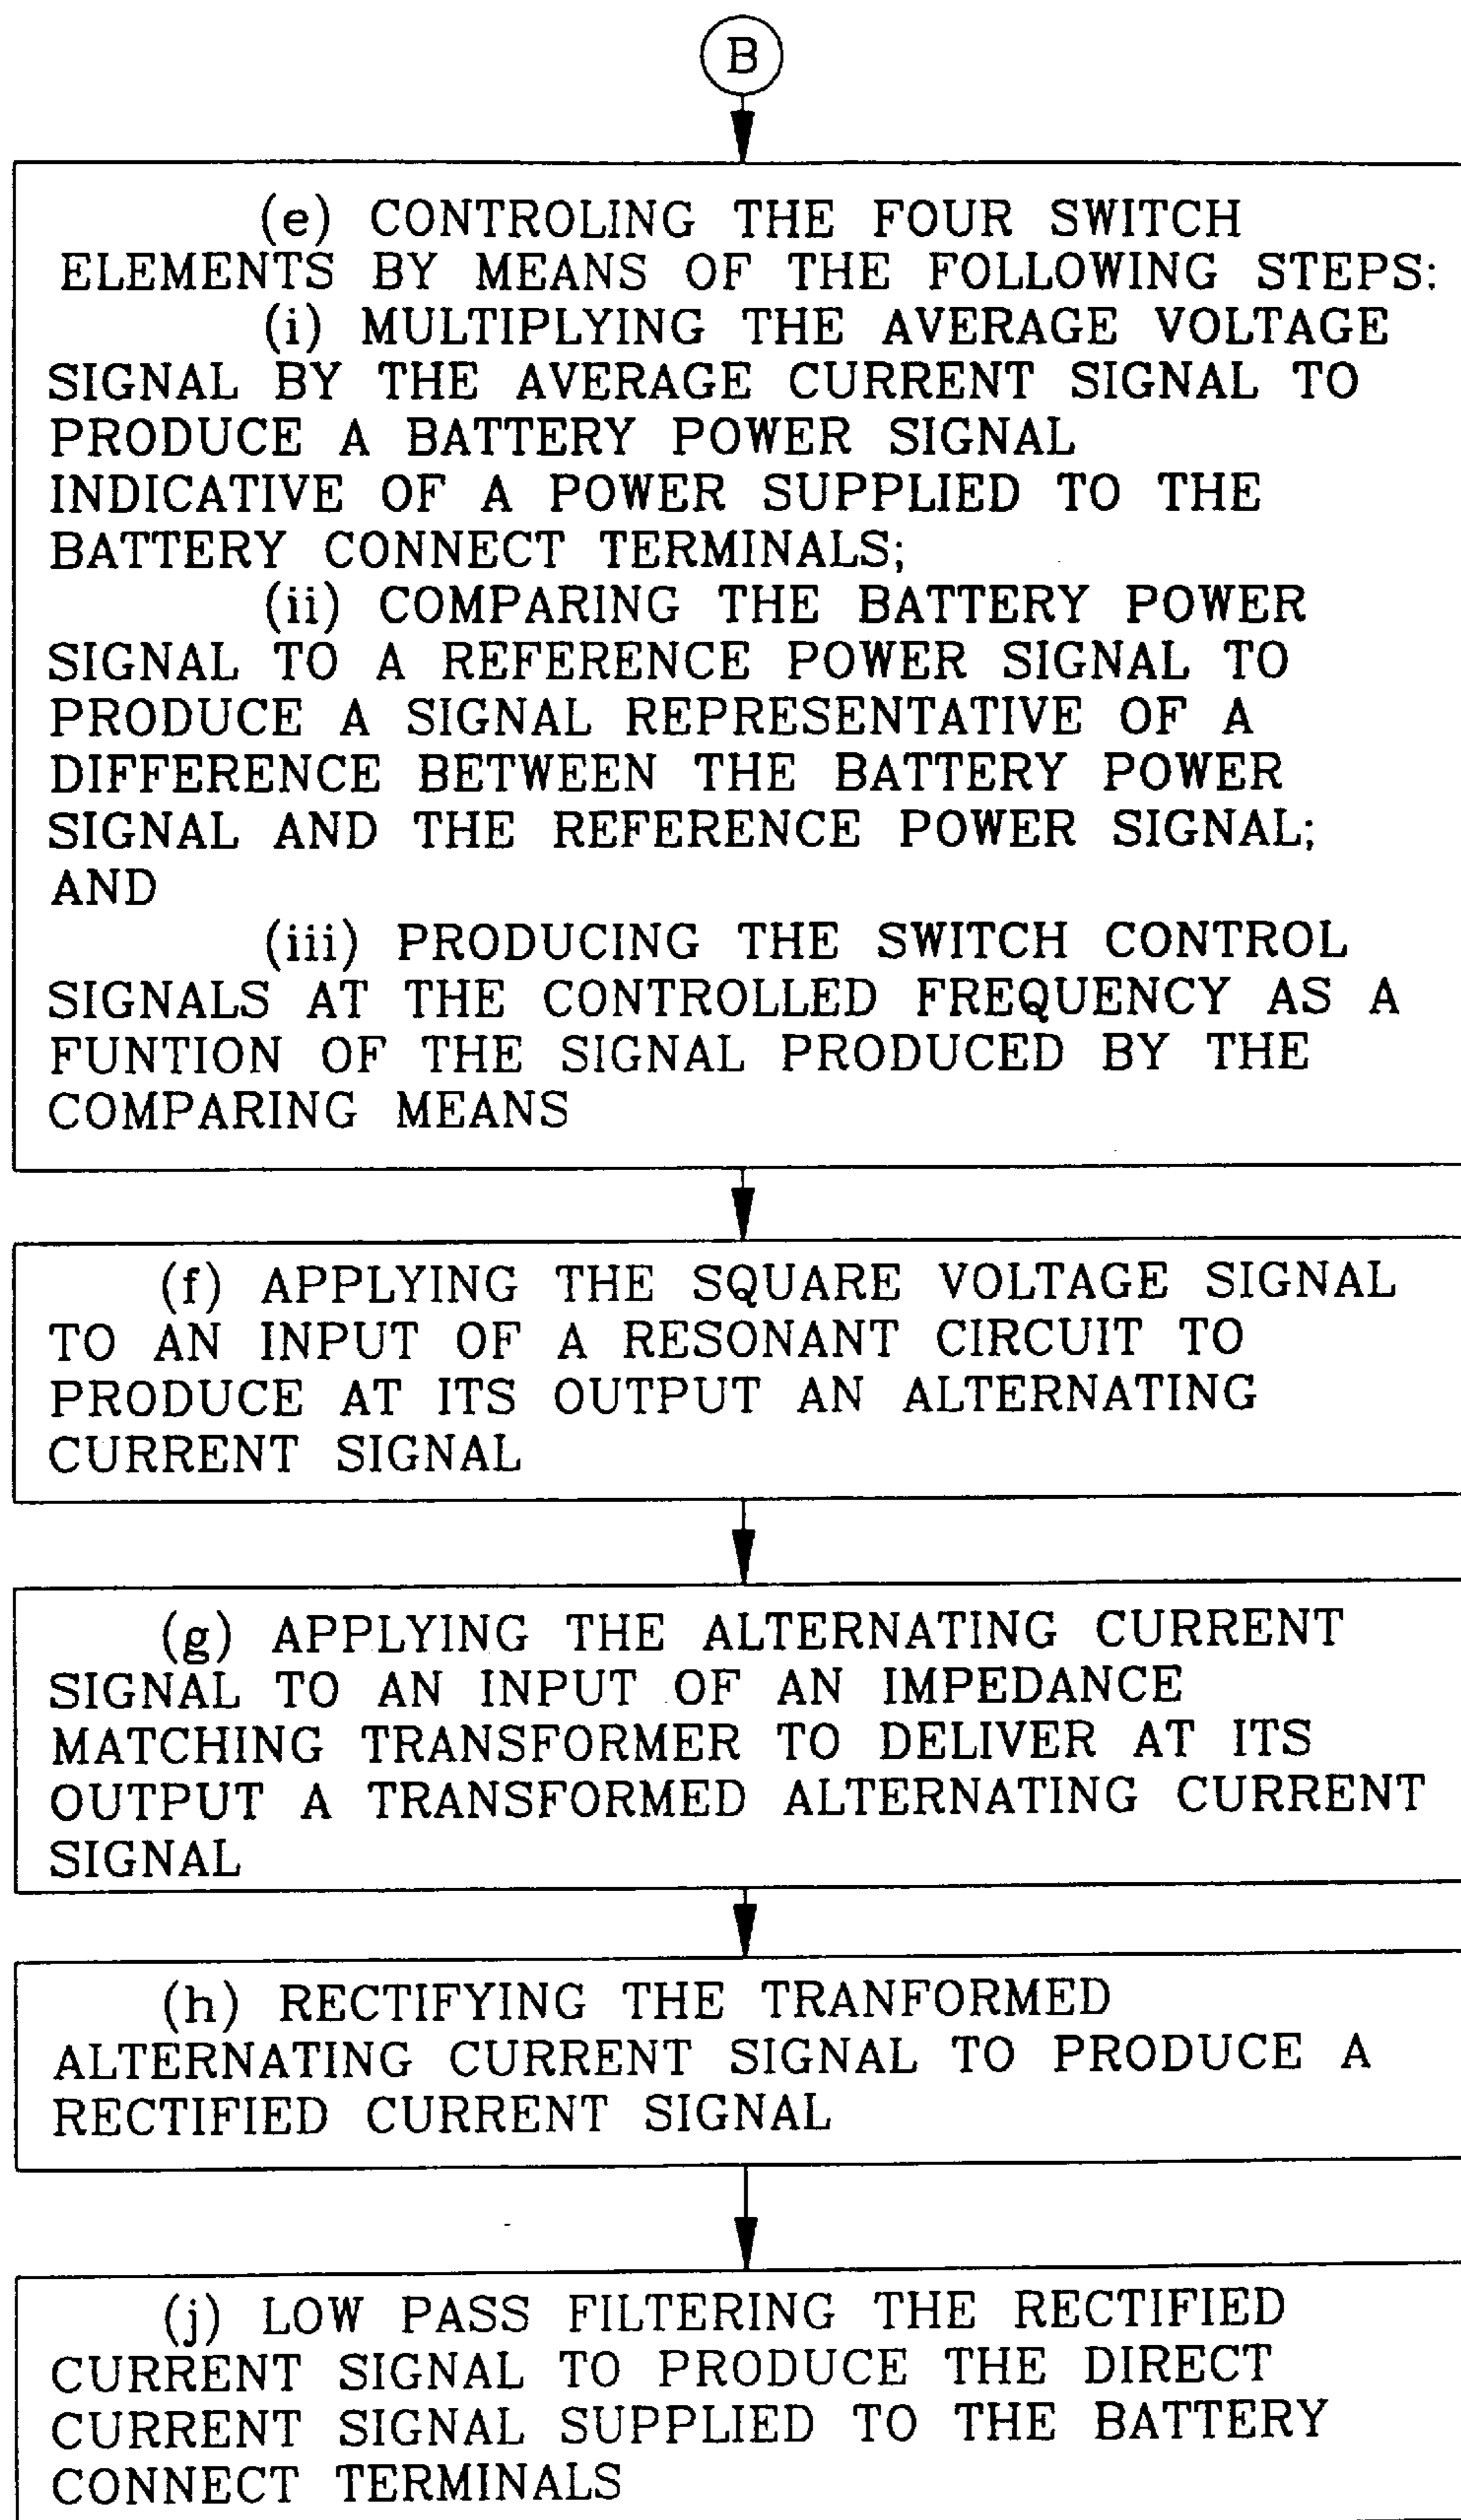 B
(e) CONTROLING THE FOUR SWITCH
ELEMENTS BY MEANS OF THE FOLLOWING STEPS:
(i) MULTIPLYING THE AVERAGE VOLTAGE
SIGNAL BY THE AVERAGE CURRENT SIGNAL TO
PRODUCE A BATTERY POWER SIGNAL
INDICATIVE OF A POWER SUPPLIED TO THE
BATTERY CONNECT TERMINALS;
(ii) COMPARING THE BATTERY POWER
SIGNAL TO A REFERENCE POWER SIGNAL TO
PRODUCE A SIGNAL REPRESENTATIVE OF A
DIFFERENCE BETWEEN THE BATTERY POWER
SIGNAL AND THE REFERENCE POWER SIGNAL;
AND
(iii) PRODUCING THE SWITCH CONTROL
SIGNALS AT THE CONTROLLED FREQUENCY AS A
FUNTION OF THE SIGNAL PRODUCED BY THE
COMPARING MEANS
(f) APPLYING THE SQUARE VOLTAGE SIGNAL
TO AN INPUT OF A RESONANT CIRCUIT TO
PRODUCE AT ITS OUTPUT AN ALTERNATING
CURRENT SIGNAL
(g) APPLYING THE ALTERNATING CURRENT
SIGNAL TO AN INPUT OF AN IMPEDANCE
MATCHING TRANSFORMER TO DELIVER AT ITS
OUTPUT A TRANSFORMED ALTERNATING CURRENT
SIGNAL
(h) RECTIFYING THE TRANFORMED
ALTERNATING CURRENT SIGNAL TO PRODUCE A
RECTIFIED CURRENT SIGNAL
(j) LOW PASS FILTERING THE RECTIFIED
CURRENT SIGNAL TO PRODUCE THE DIRECT
CURRENT SIGNAL SUPPLIED TO THE BATTERY
CONNECT TERMINALS